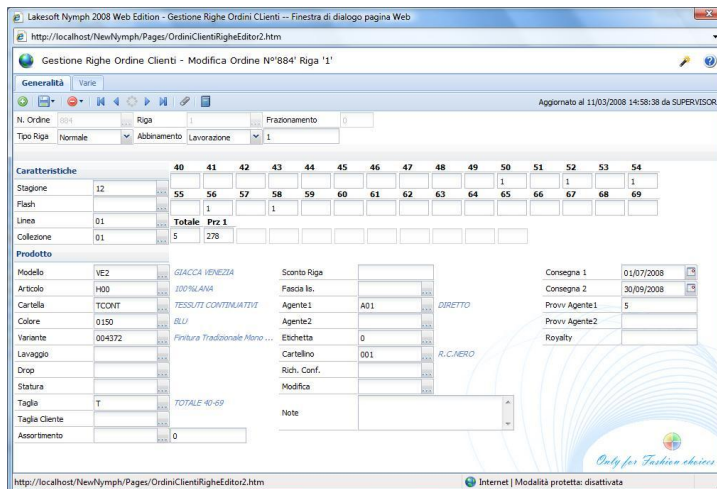 Lakesoft Nymph 2008 Web Edition - Gestione Righe Ordini CLienti -- Finestra di dialogo pagina Web
http://localhost/NewNymph/Pages/OrdiniClientiRigheEditor2.htm
Gestione Righe Ordine Clienti - Modifica Ordine N°'884' Riga '1'
Generalità Varie
Aggiornato al 11/03/2008 14:58:38 da SUPERVISOR
N. Ordine 884 Riga 1 Frazionamento 0
Tipo Riga Normale Abbinamento Lavorazione 1
Caratteristiche 40 41 42 43 44 45 46 47 48 49 50 51 52 53 54
Stagione 12 1 1 1
55 56 57 58 59 60 61 62 63 64 65 66 67 68 69
Flash 1 1
Linea 01 Totale Prz 1
Collezione 01 5 278
Prodotto
Modello VE2 GIACCA VENEZIA Sconto Riga Consegna 1 01/07/2008
Articolo H00 100%LANA Fascia lis. Consegna 2 30/09/2008
Cartella TCONT TESSUTI CONTINUATIVI Agente1 A01 DIRETTO Provv Agente1 5
Colore 0150 BLU Agente2 Provv Agente2
Variante 004372 Finitura Tradizionale Mono ... Etichetta 0 Royalty
Lavaggio Cartellino 001 R.C.NERO
Drop Rich. Conf.
Statura Modifica
Taglia T TOTALE 40-69 Note
Taglia Cliente
Assortimento 0
Only for Fashion choices
http://localhost/NewNymph/Pages/OrdiniClientiRigheEditor2.htm Internet | Modalità protetta: disattivata